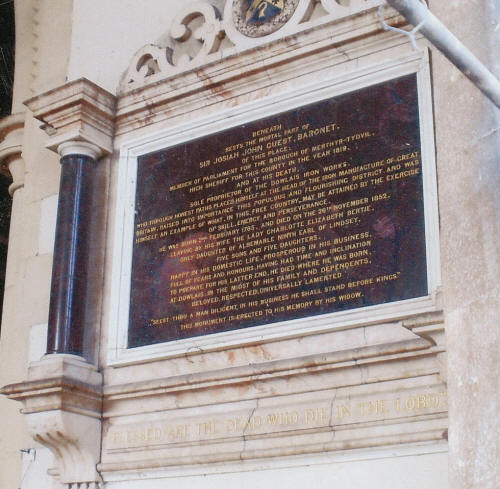 BENEATH
RESTS THE MORTAL PART OF
SIR JOSIAH JOHN GUEST, BARONET,
OF THIS PLACE,
MEMBER OF PARLIAMENT FOR THE BOROUGH OF MERTHYR-TYDVIL,
HIGH SHERIFF FOR THIS COUNTY IN THE YEAR 1819,
AND AT HIS DEATH,
SOLE PROPRIETOR OF THE DOWLAIS IRON WORKS,
WHO THROUGH HONEST PAINS PLACED HIMSELF AT THE HEAD OF THE IRON MANUFACTURE OF GREAT
BRITAIN, RAISED INTO IMPORTANCE THIS POPULOUS AND FLOURISHING DISTRICT AND WAS
HIMSELF AN EXAMPLE OF WHAT IN THIS FREE COUNTRY, MAY BE ATTAINED BY THE EXERCISE
OF SKILL, ENERGY AND PERSEVERANCE.
HE WAS BORN 2ND FEBRUARY 1785, AND DIED ON THE 26TH NOVEMBER 1852,
LEAVING BY HIS WIFE THE LADY CHARLOTTE ELIZABETH BERTIE,
ONLY DAUGHTER OF ALBEMARLE NINTH EARL OF LINDSEY,
FIVE SONS AND FIVE DAUGHTERS.
HAPPY IN HIS DOMESTIC LIFE, PROSPEROUS IN HIS BUSINESS,
FULL OF YEARS AND HONOURS, HAVING HAD TIME AND INCLINATION
TO PREPARE FOR HIS LATTER END, HE DIED WHERE HE WAS BORN,
AT DOWLAIS, IN THE MIDST OF HIS FAMILY AND DEPENDENTS,
BELOVED, RESPECTED, UNIVERSALLY LAMENTED.
"SEEST THOU A MAN DILIGENT, IN HIS BUSINESS HE SHALL STAND BEFORE KINGS"
THIS MONUMENT IS ERECTED TO HIS MEMORY BY HIS WIDOW.
BLESSED ARE THE DEAD WHO DIE IN THE LORD"